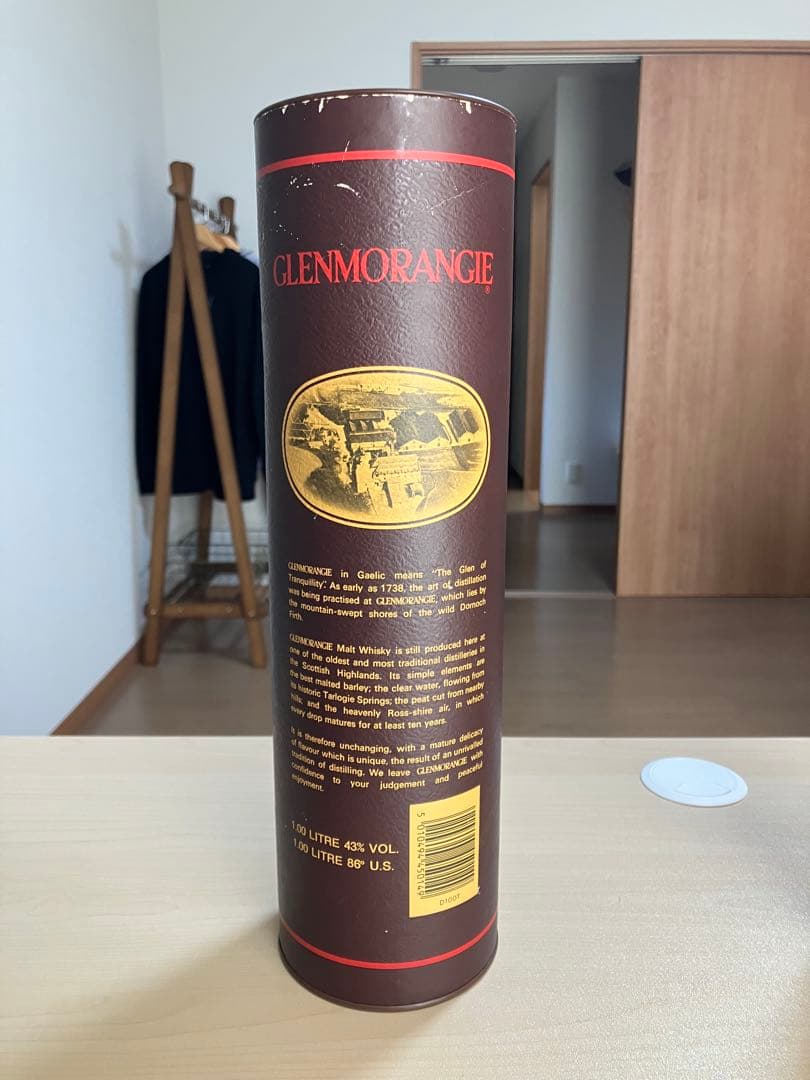 GLENMORANGIE
®
GLENMORANGIE in Gaelic means "The Glen of
Tranquillity". As early as 1738, the art of distillation
was being practised at GLENMORANGIE, which lies by
the mountain-swept shores of the wild Dornoch
Firth.
GLENMORANGIE Malt Whisky is still produced here at
one of the oldest and most traditional distilleries in
the Scottish Highlands. Its simple elements are
the best malted barley; the clear water, flowing from
its historic Tarlogie Springs; the peat cut from nearby
hills; and the heavenly Ross-shire air, in which
every drop matures for at least ten years.
It is therefore unchanging, with a mature delicacy
of flavour which is unique, the result of an unrivalled
tradition of distilling. We leave GLENMORANGIE with
confidence to your judgement and peaceful
enjoyment.
1.00 LITRE 43% VOL.
1.00 LITRE 86° U.S.
5 010494 450149
D100T